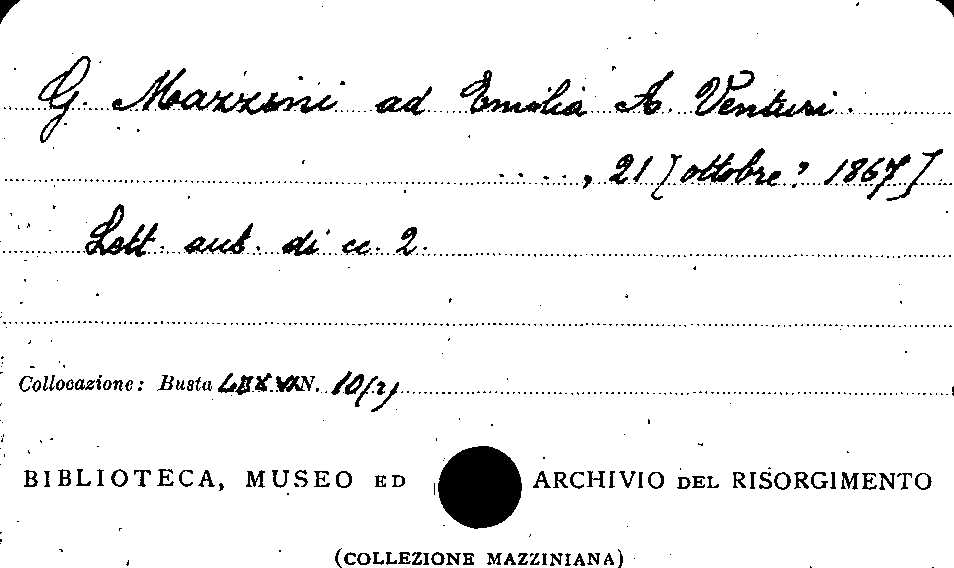 G. Mazzini ad Emilia A. Venturi.
....., 21 [ottobre? 1867]
Lett. aut. di cc. 2.
Collocazione: Busta N. 10(2)
BIBLIOTECA, MUSEO ED ARCHIVIO DEL RISORGIMENTO
(COLLEZIONE MAZZINIANA)